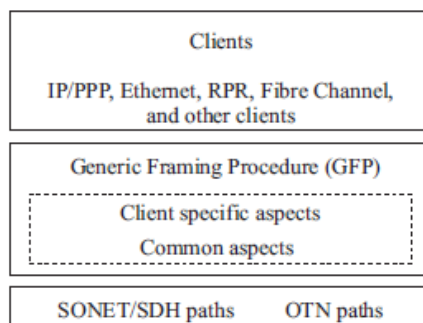 Clients
IP/PPP, Ethernet, RPR, Fibre Channel,
and other clients
Generic Framing Procedure (GFP)
Client specific aspects
Common aspects
SONET/SDH paths OTN paths